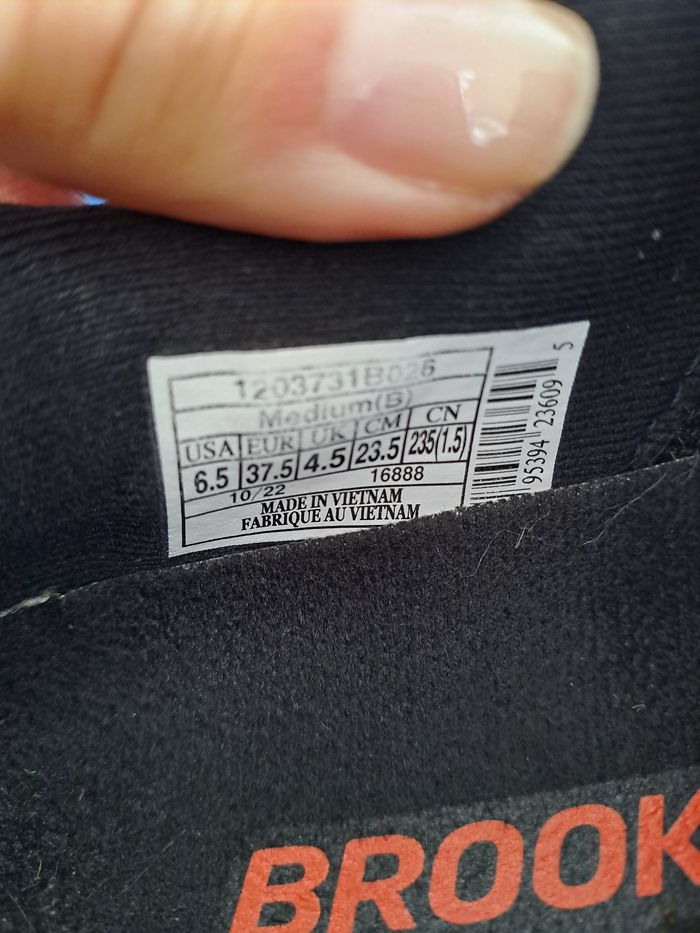 1203731B026
Medium(B)
USA EUR UK CM CN
6.5 37.5 4.5 23.5 235(1.5)
10/22 16888
MADE IN VIETNAM
FABRIQUE AU VIETNAM
95394 23609 5
BROOK